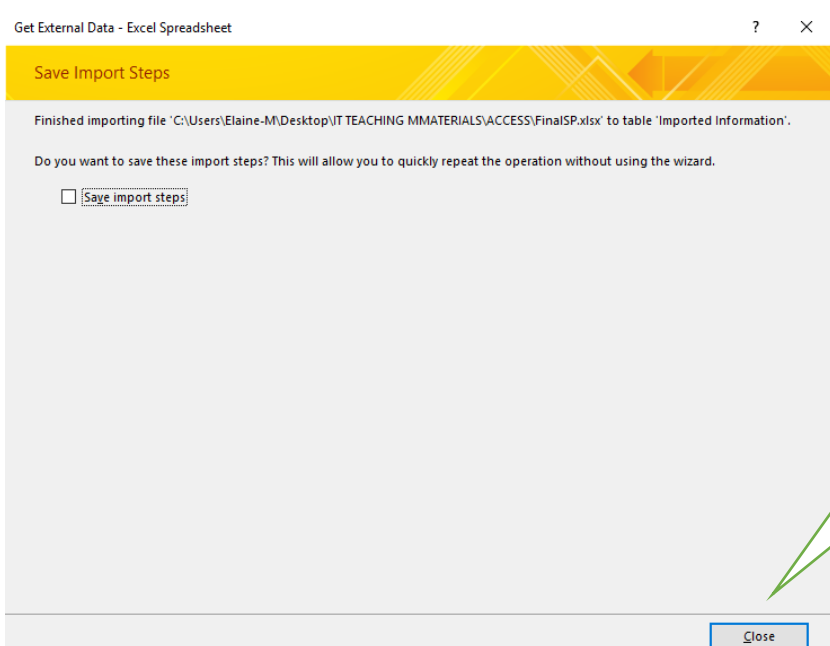 Get External Data - Excel Spreadsheet ? ×
Save Import Steps
Finished importing file 'C:\Users\Elaine-M\Desktop\IT TEACHING MMATERIALS\ACCESS\FinalSP.xlsx' to table 'Imported Information'.
Do you want to save these import steps? This will allow you to quickly repeat the operation without using the wizard.
Save import steps
Close